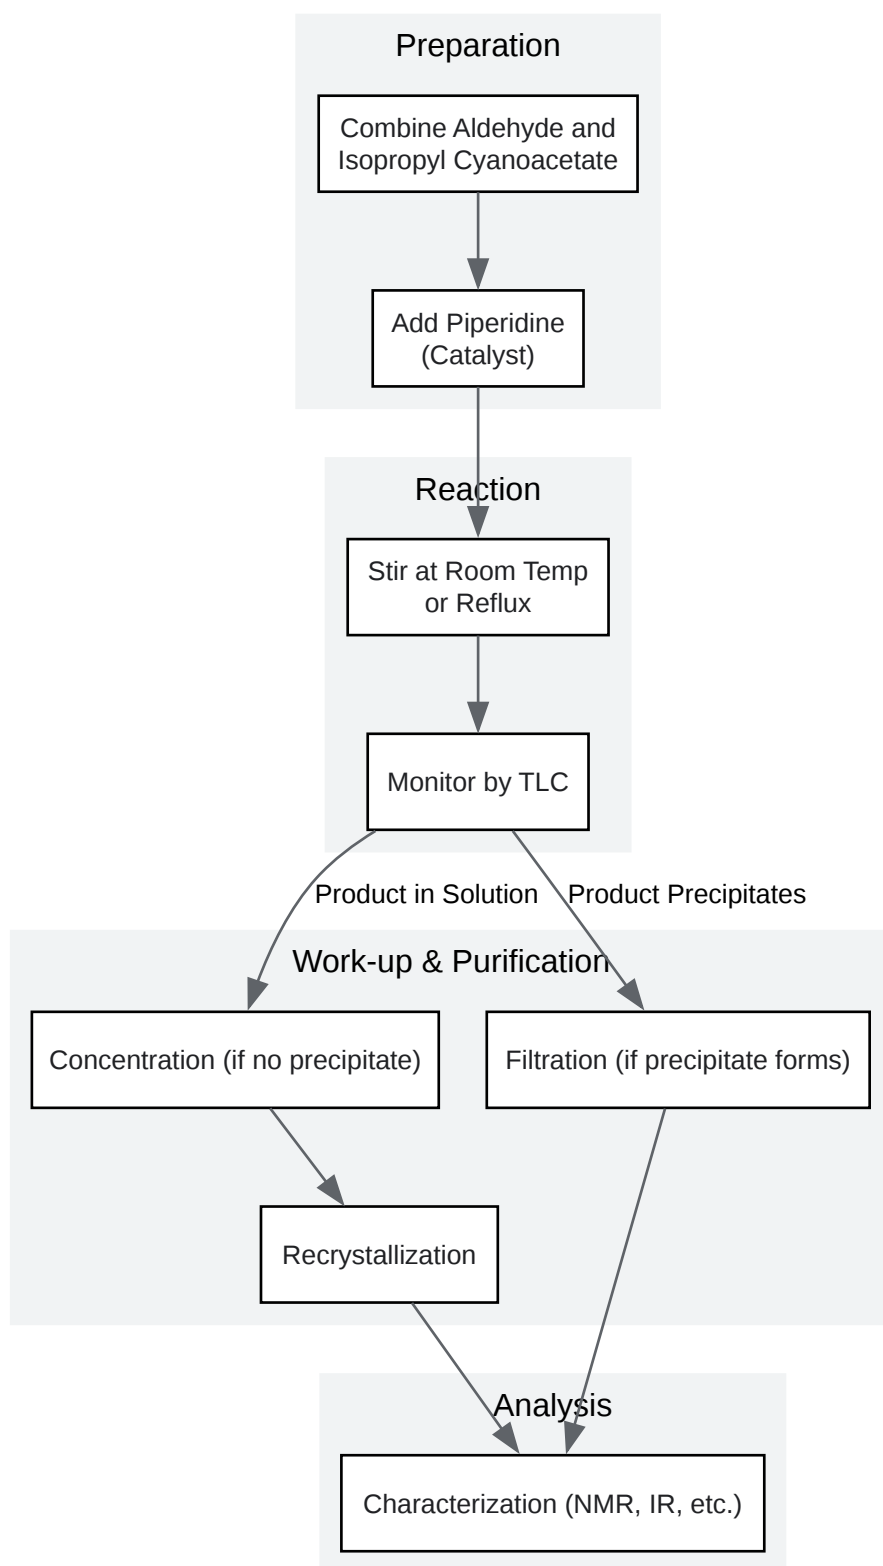 Preparation
Combine Aldehyde and
Isopropyl Cyanoacetate
Add Piperidine
(Catalyst)
Reaction
Stir at Room Temp
or Reflux
Monitor by TLC
Product in Solution
Product Precipitates
Work-up & Purification
Concentration (if no precipitate)
Filtration (if precipitate forms)
Recrystallization
Analysis
Characterization (NMR, IR, etc.)